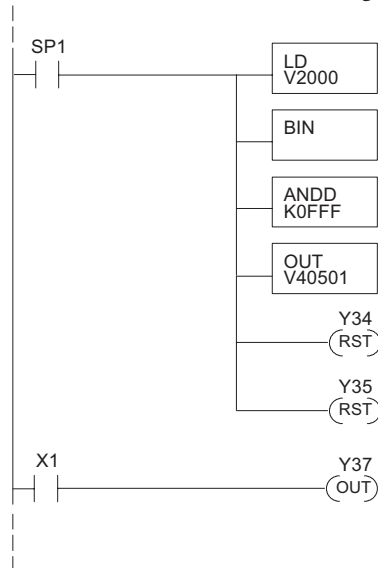 SP1
LD
V2000
BIN
ANDD
K0FFF
OUT
V40501
Y34
RST
Y35
RST
X1
Y37
OUT